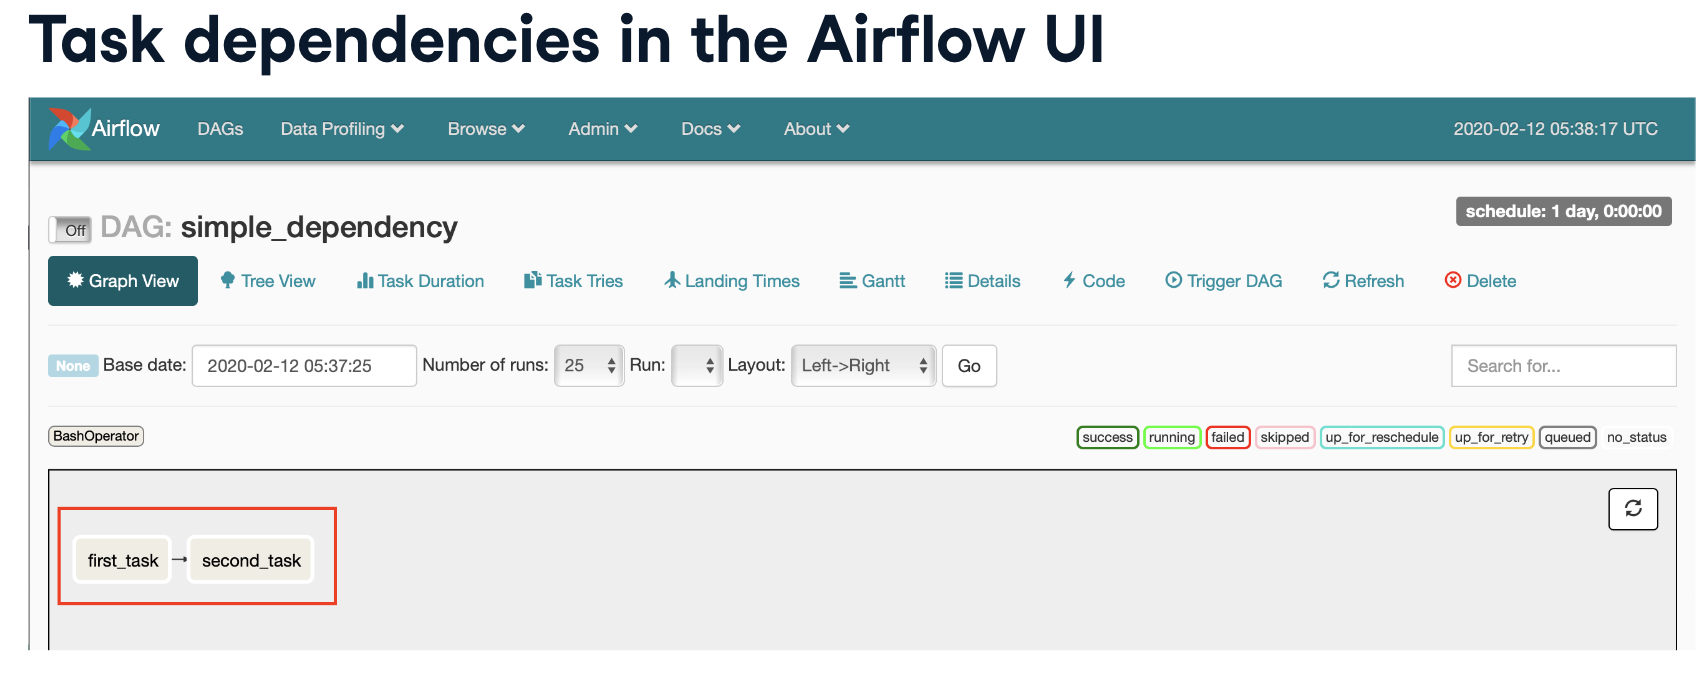 Task dependencies in the Airflow UI
Airflow DAGs Data Profiling Browse Admin Docs About 2020-02-12 05:38:17 UTC
schedule: 1 day, 0:00:00
Off DAG: simple_dependency
Graph View Tree View Task Duration Task Tries Landing Times Gantt Details Code Trigger DAG Refresh Delete
None Base date: 2020-02-12 05:37:25 Number of runs: 25 Run: Layout: Left->Right Go Search for...
BashOperator success running failed skipped up_for_reschedule up_for_retry queued no_status
first_task → second_task